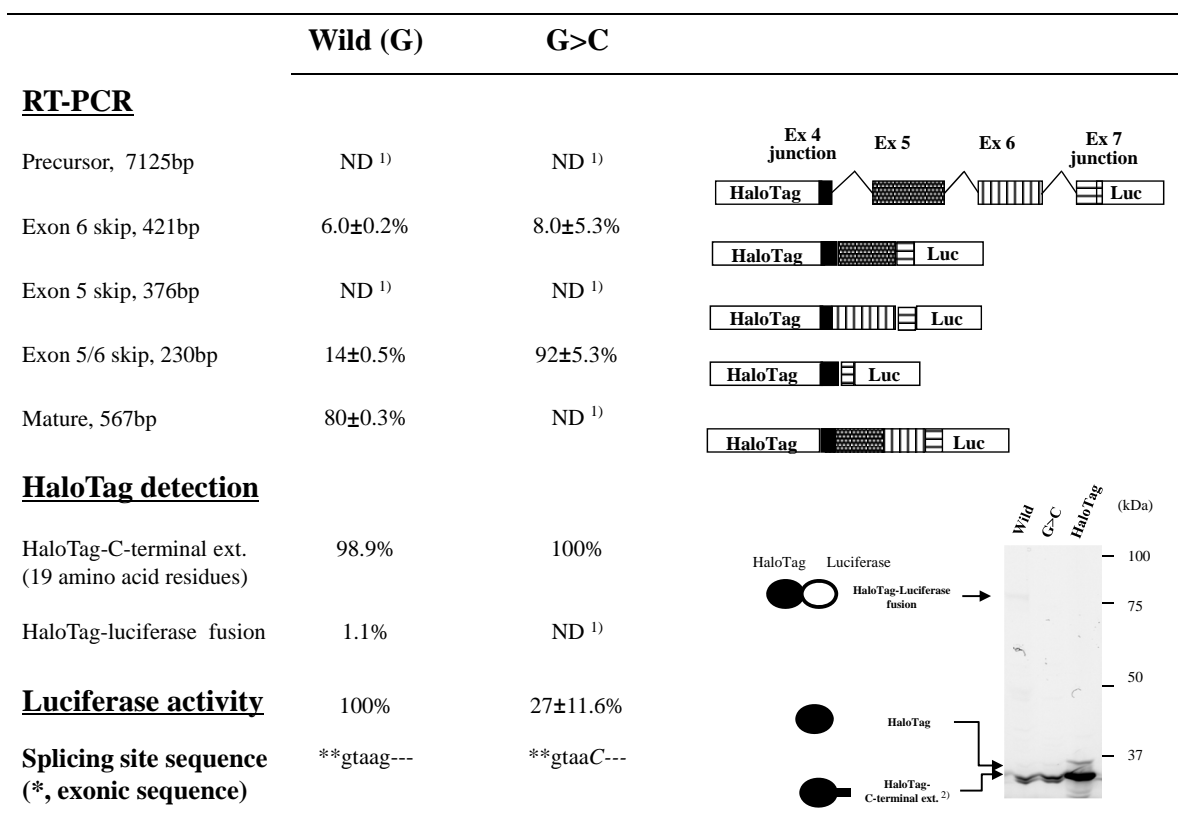 Wild (G) G>C
RT-PCR
Precursor, 7125bp ND 1) ND 1)
Ex 4 junction Ex 5 Ex 6 Ex 7 junction
HaloTag Luc
Exon 6 skip, 421bp 6.0±0.2% 8.0±5.3%
HaloTag Luc
Exon 5 skip, 376bp ND 1) ND 1)
HaloTag Luc
Exon 5/6 skip, 230bp 14±0.5% 92±5.3%
HaloTag Luc
Mature, 567bp 80±0.3% ND 1)
HaloTag Luc
HaloTag detection
HaloTag-C-terminal ext. 98.9% 100%
(19 amino acid residues)
HaloTag-luciferase fusion 1.1% ND 1)
Luciferase activity 100% 27±11.6%
Splicing site sequence **gtaag--- **gtaaC---
(*, exonic sequence)
Wild G>C HaloTag (kDa)
100
HaloTag Luciferase
HaloTag-Luciferase
fusion
75
50
HaloTag
37
HaloTag-
C-terminal ext. 2)